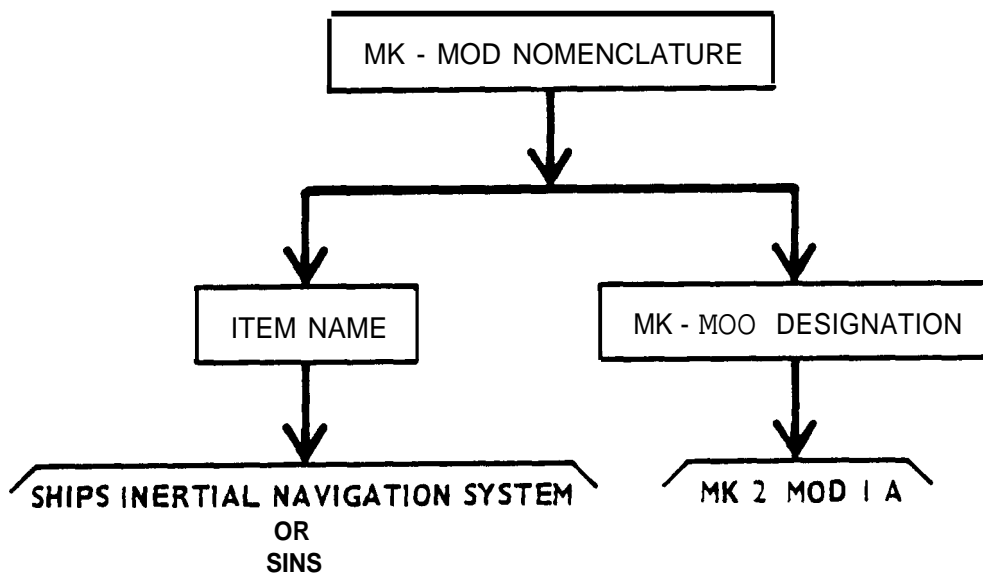 MK - MOD NOMENCLATURE
ITEM NAME
MK - MOO DESIGNATION
SHIPS INERTIAL NAVIGATION SYSTEM
OR
SINS
MK 2 MOD I A